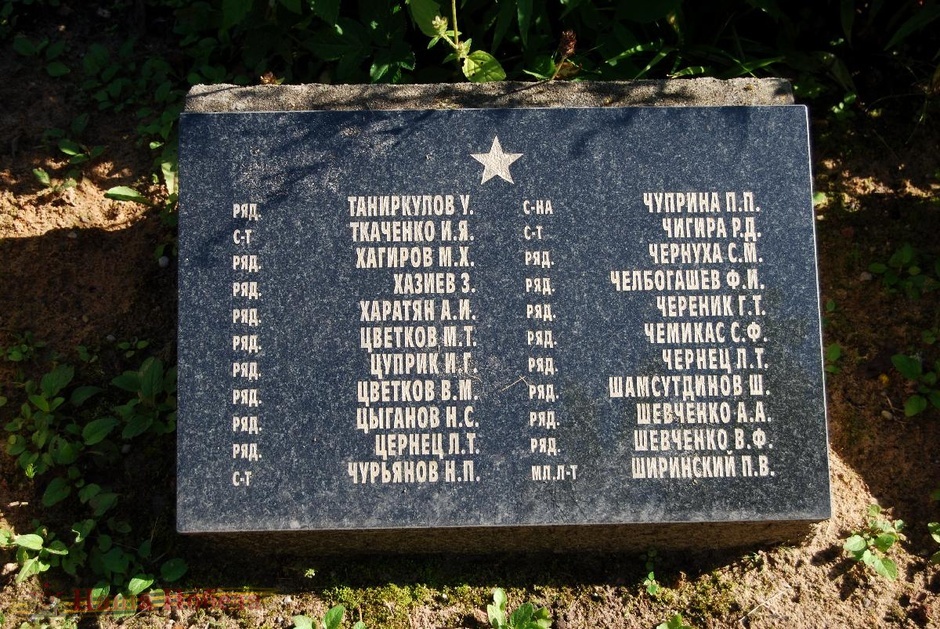 РЯД. ТАНИРКУЛОВ У.
С-Т ТКАЧЕНКО И.Я.
РЯД. ХАГИРОВ М.Х.
РЯД. ХАЗИЕВ З.
РЯД. ХАРАТЯН А.И.
РЯД. ЦВЕТКОВ М.Т.
РЯД. ЦУПРИК И.Г.
РЯД. ЦВЕТКОВ В.М.
РЯД. ЦЫГАНОВ Н.С.
РЯД. ЦЕРНЕЦ Л.Т.
С-Т ЧУРЬЯНОВ Н.П.
С-НА ЧУПРИНА П.П.
С-Т ЧИГИРА Р.Д.
РЯД. ЧЕРНУХА С.М.
РЯД. ЧЕЛБОГАШЕВ Ф.И.
РЯД. ЧЕРЕНИК Г.Т.
РЯД. ЧЕМИКАС С.Ф.
РЯД. ЧЕРНЕЦ Л.Т.
РЯД. ШАМСУТДИНОВ Ш.
РЯД. ШЕВЧЕНКО А.А.
РЯД. ШЕВЧЕНКО В.Ф.
МЛ.Л-Т ШИРИНСКИЙ П.В.